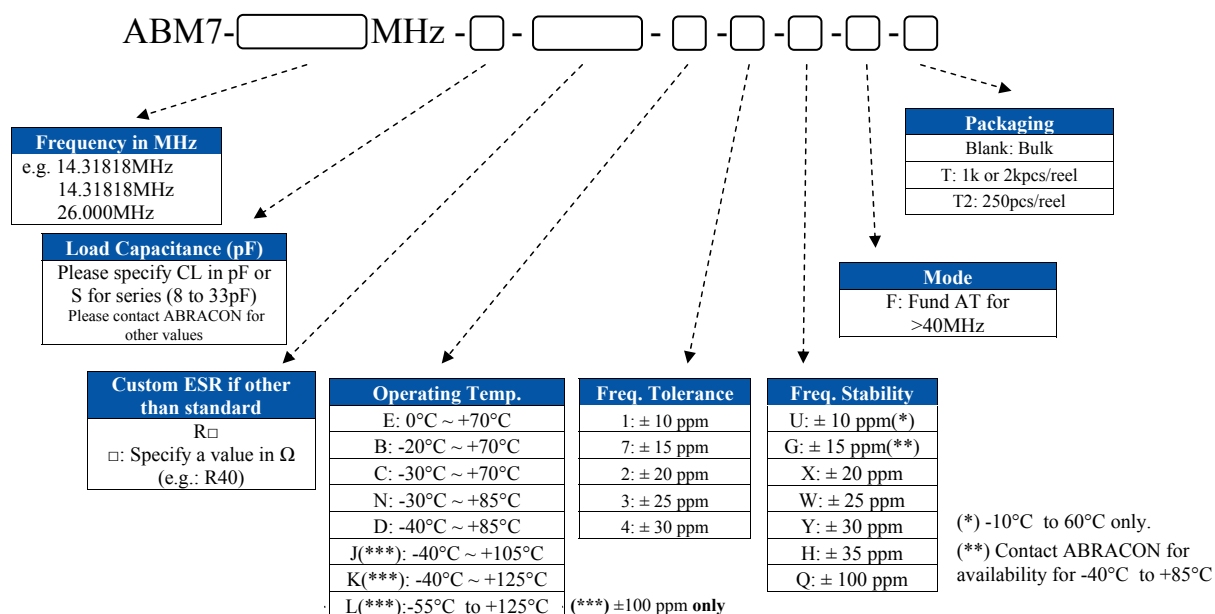 ABM7- MHz - - - - - - -
Frequency in MHz
e.g. 14.31818MHz
14.31818MHz
26.000MHz
Load Capacitance (pF)
Please specify CL in pF or
S for series (8 to 33pF)
Please contact ABRACON for
other values
Custom ESR if other
than standard
R□
□: Specify a value in Ω
(e.g.: R40)
Operating Temp.
E: 0°C ~ +70°C
B: -20°C ~ +70°C
C: -30°C ~ +70°C
N: -30°C ~ +85°C
D: -40°C ~ +85°C
J(***): -40°C ~ +105°C
K(***): -40°C ~ +125°C
L(***):-55°C to +125°C
(***) ±100 ppm only
Freq. Tolerance
1: ± 10 ppm
7: ± 15 ppm
2: ± 20 ppm
3: ± 25 ppm
4: ± 30 ppm
Freq. Stability
U: ± 10 ppm(*)
G: ± 15 ppm(**)
X: ± 20 ppm
W: ± 25 ppm
Y: ± 30 ppm
H: ± 35 ppm
Q: ± 100 ppm
(*) -10°C to 60°C only.
(**) Contact ABRACON for
availability for -40°C to +85°C
Mode
F: Fund AT for
>40MHz
Packaging
Blank: Bulk
T: 1k or 2kpcs/reel
T2: 250pcs/reel